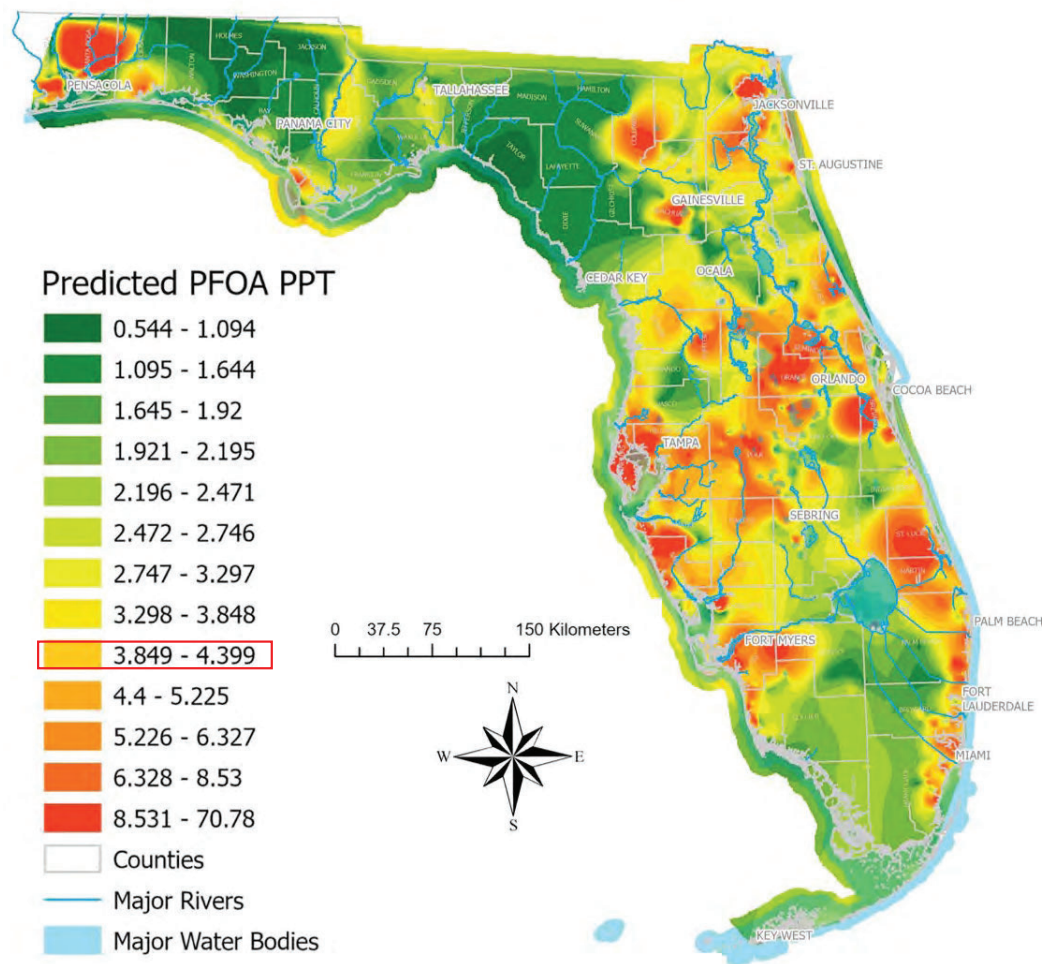 HOLMES
JACKSON
WASHINGTON
PENSACOLA
GADSDEN
TALLAHASSEE
MADISON
HAMILTON
BAY
CALHOUN
PANAMA CITY
JEFFERSON
TAYLOR
LAFAYETTE
DIXIE
GILCHRIST
JACKSONVILLE
ST. AUGUSTINE
GAINESVILLE
CEDAR KEY
OCALA
Predicted PFOA PPT
0.544 - 1.094
1.095 - 1.644
1.645 - 1.92
1.921 - 2.195
2.196 - 2.471
2.472 - 2.746
2.747 - 3.297
3.298 - 3.848
3.849 - 4.399
4.4 - 5.225
5.226 - 6.327
6.328 - 8.53
8.531 - 70.78
Counties
Major Rivers
Major Water Bodies
0 37.5 75 150 Kilometers
N
W E
S
ORLANDO
COCOA BEACH
TAMPA
SEBRING
ST. LUCIE
MARTIN
PALM BEACH
FORT MYERS
FORT
LAUDERDALE
COLLIER
MIAMI
KEY WEST